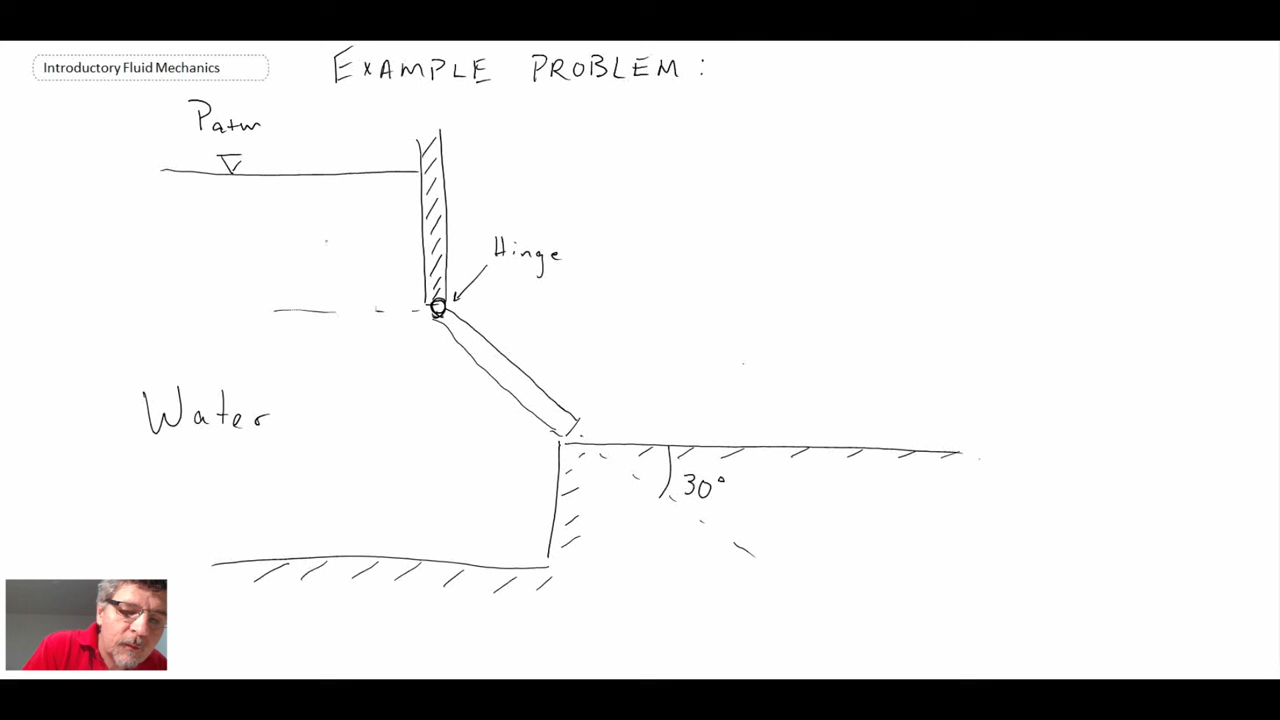 Introductory Fluid Mechanics
EXAMPLE PROBLEM:
Patm
Hinge
Water
30°